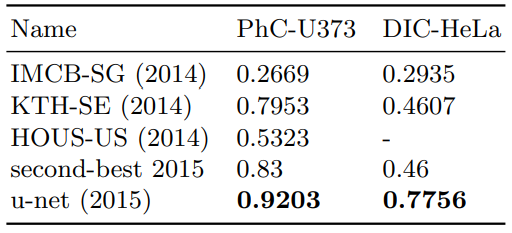 Name PhC-U373 DIC-HeLa
IMCB-SG (2014) 0.2669 0.2935
KTH-SE (2014) 0.7953 0.4607
HOUS-US (2014) 0.5323 -
second-best 2015 0.83 0.46
u-net (2015) 0.9203 0.7756